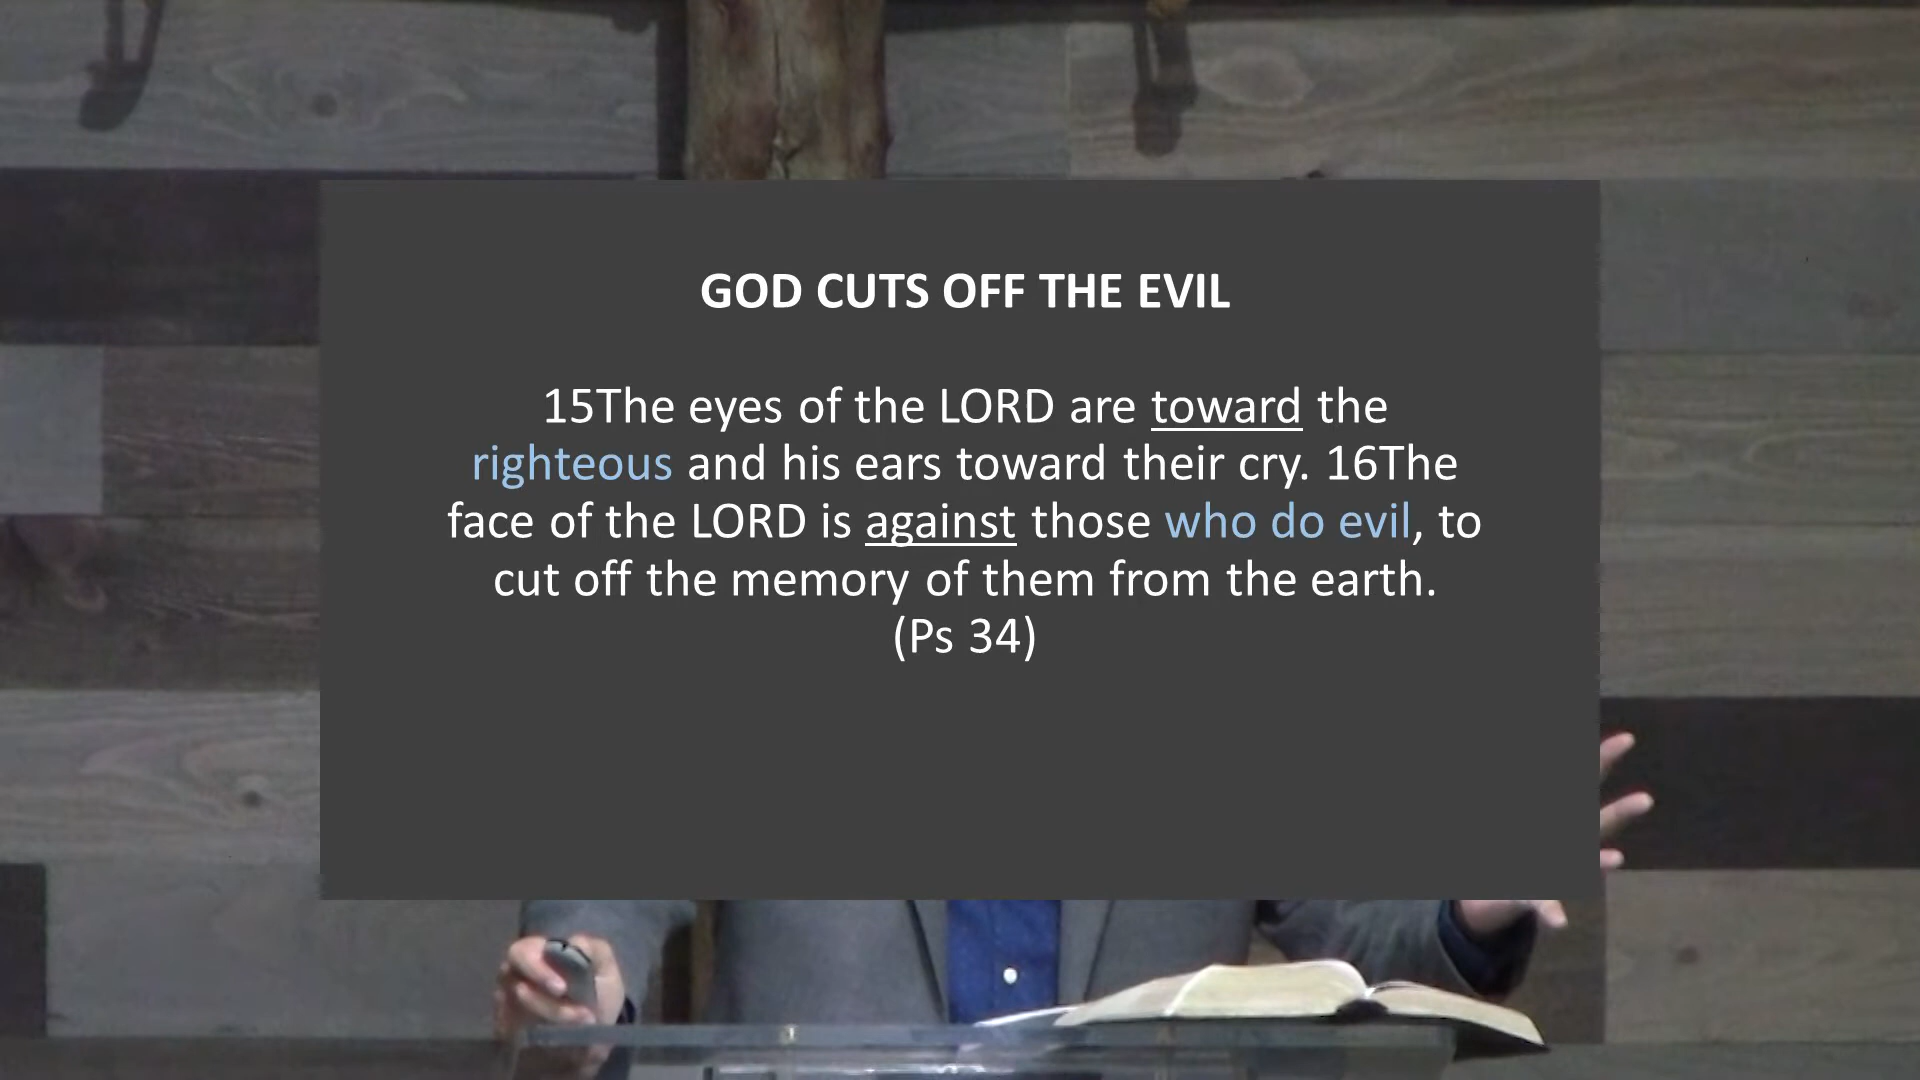 GOD CUTS OFF THE EVIL
15The eyes of the LORD are toward the
righteous and his ears toward their cry. 16The
face of the LORD is against those who do evil, to
cut off the memory of them from the earth.
(Ps 34)